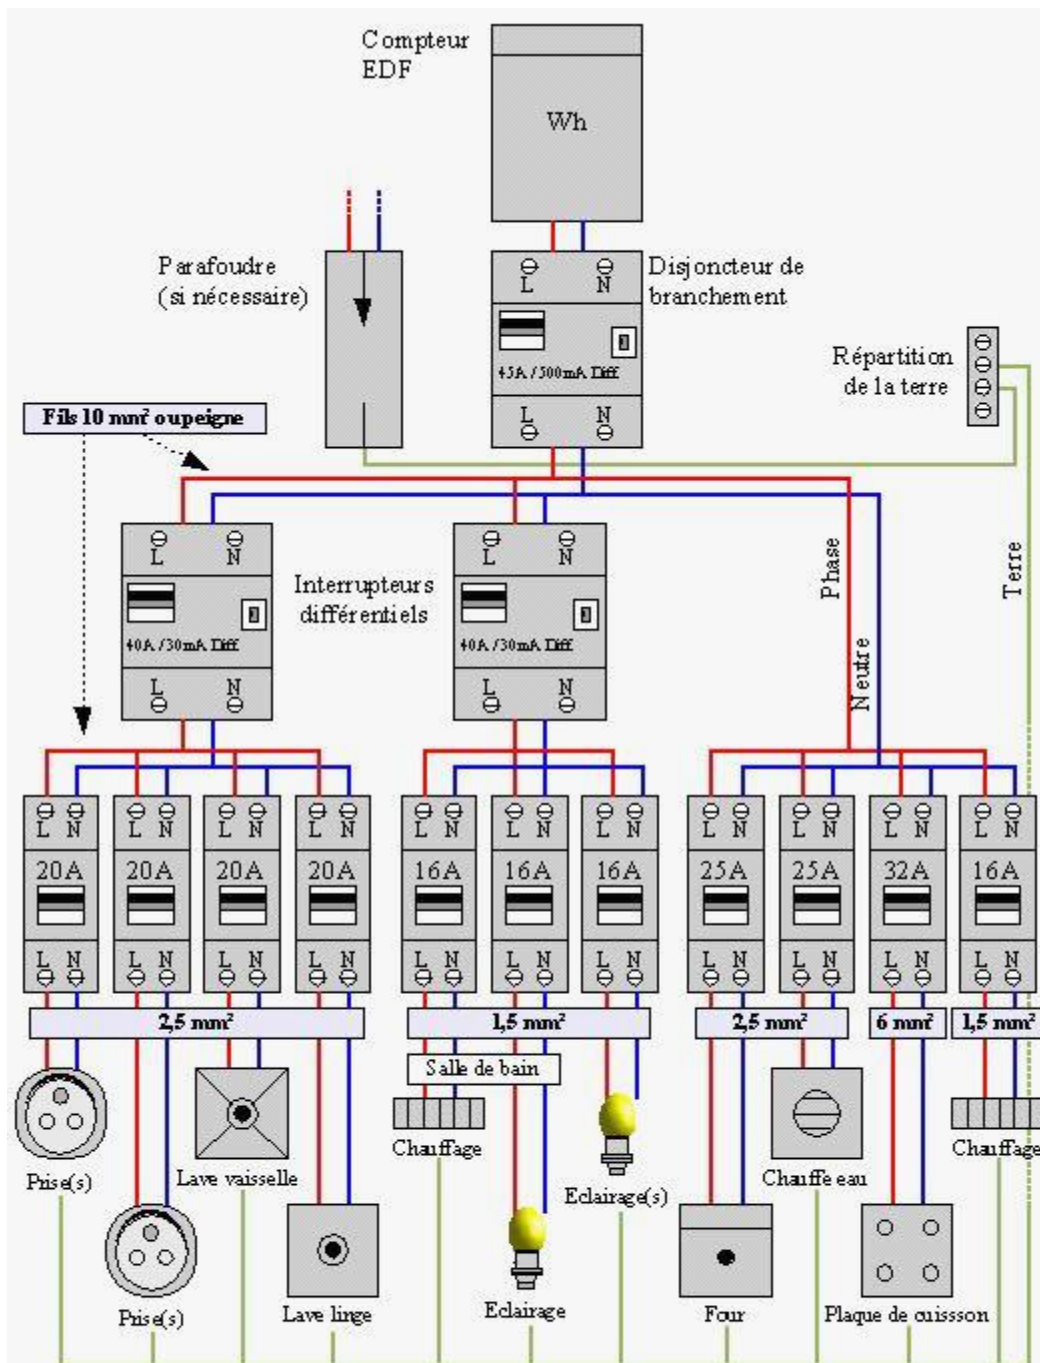 Compteur
EDF
Wh
Parafoudre
(si nécessaire)
L N
Disjoncteur de
branchement
45A / 500mA Diff.
L N
Répartition
de la terre
Fils 10 mm² ou peigne
L N
L N
Interrupteurs
différentiels
40A / 30mA Diff.
40A / 30mA Diff.
L N
L N
Phase
Neutre
Terre
L N L N L N L N L N L N L N L N L N L N L N
20A 20A 20A 20A 16A 16A 16A 25A 25A 32A 16A
L N L N L N L N L N L N L N L N L N L N L N
2,5 mm² 1,5 mm² 2,5 mm² 6 mm² 1,5 mm²
Salle de bain
Prise(s)
Lave vaisselle
Chauffage
Eclairage(s)
Chauffe eau
Chauffage
Prise(s)
Lave linge
Eclairage
Four
Plaque de cuissson